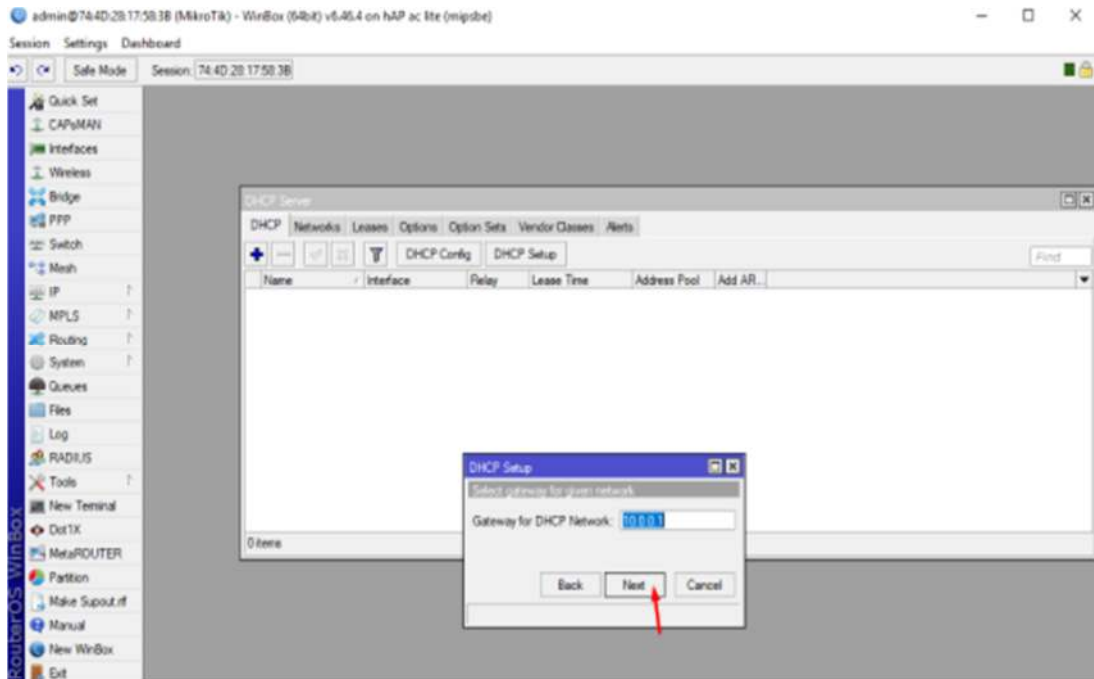 admin@74:4D:28:17:58:3B (MikroTik) - WinBox (64bit) v6.46.4 on hAP ac lite (mipsbe)
Session Settings Dashboard
Safe Mode Session: 74:4D:28:17:58:3B
Quick Set
CAPsMAN
Interfaces
Wireless
Bridge
PPP
Switch
Mesh
IP
MPLS
Routing
System
Queues
Files
Log
RADIUS
Tools
New Terminal
Dot1X
MetaROUTER
Partition
Make Supout.rif
Manual
New WinBox
Exit
RouterOS WinBox
DHCP Server
DHCP Networks Leases Options Option Sets Vendor Classes Alerts
DHCP Config DHCP Setup Find
Name Interface Relay Lease Time Address Pool Add AR...
0 items
DHCP Setup
Select gateway for given network
Gateway for DHCP Network: 10.0.0.1
Back Next Cancel